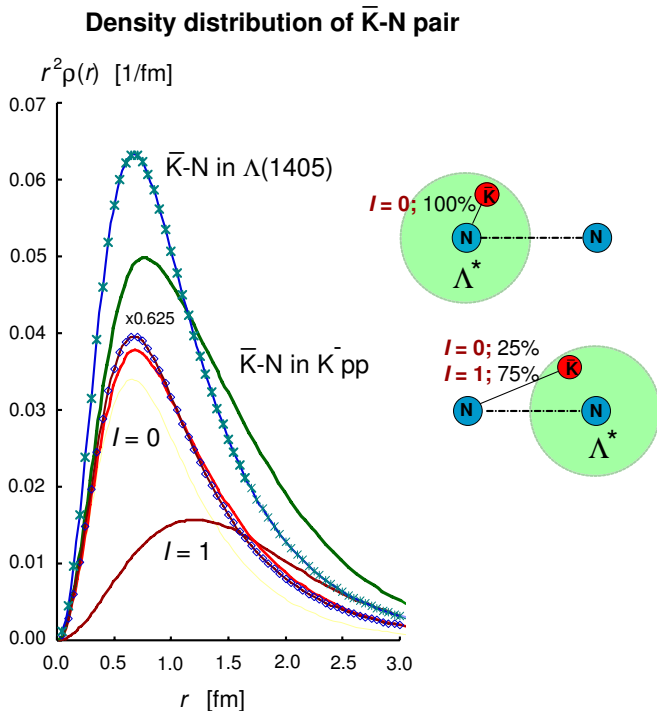 Density distribution of K̅-N pair
r²ρ(r) [1/fm]
0.07
0.06
0.05
0.04
0.03
0.02
0.01
0.00
0.0 0.5 1.0 1.5 2.0 2.5 3.0
r [fm]
K̅-N in Λ(1405)
x0.625
K̅-N in K⁻pp
I = 0
I = 1
I = 0; 100%
K̅
N N
Λ*
I = 0; 25%
I = 1; 75%
K̅
N N
Λ*